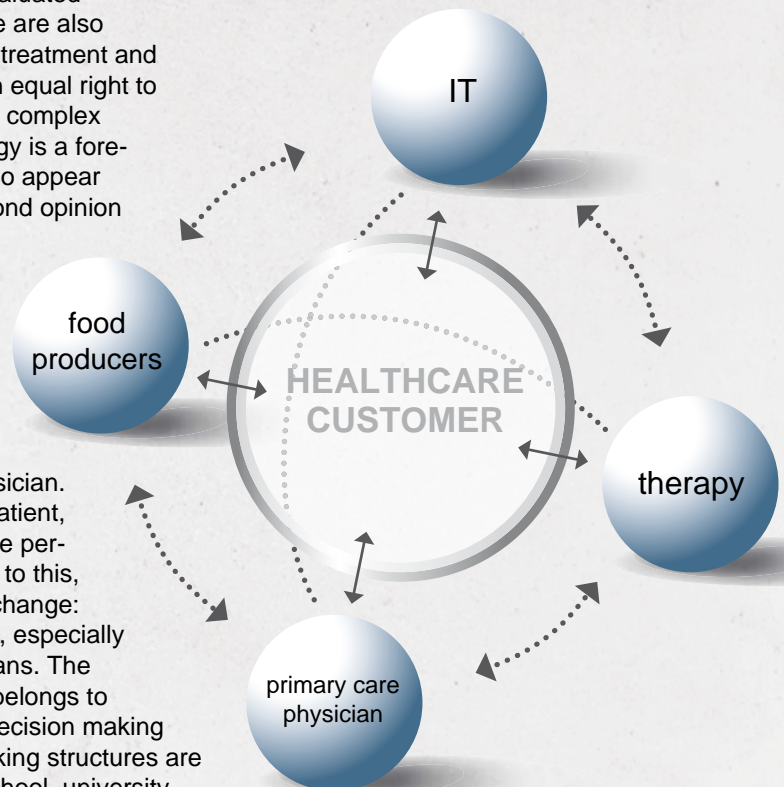 aluated
e are also
treatment and
equal right to
complex
gy is a fore-
o appear
ond opinion
IT
food
producers
HEALTHCARE
CUSTOMER
therapy
sician.
atient,
e per-
to this,
change:
, especially
ans. The
belongs to
ecision making
king structures are
primary care
physician